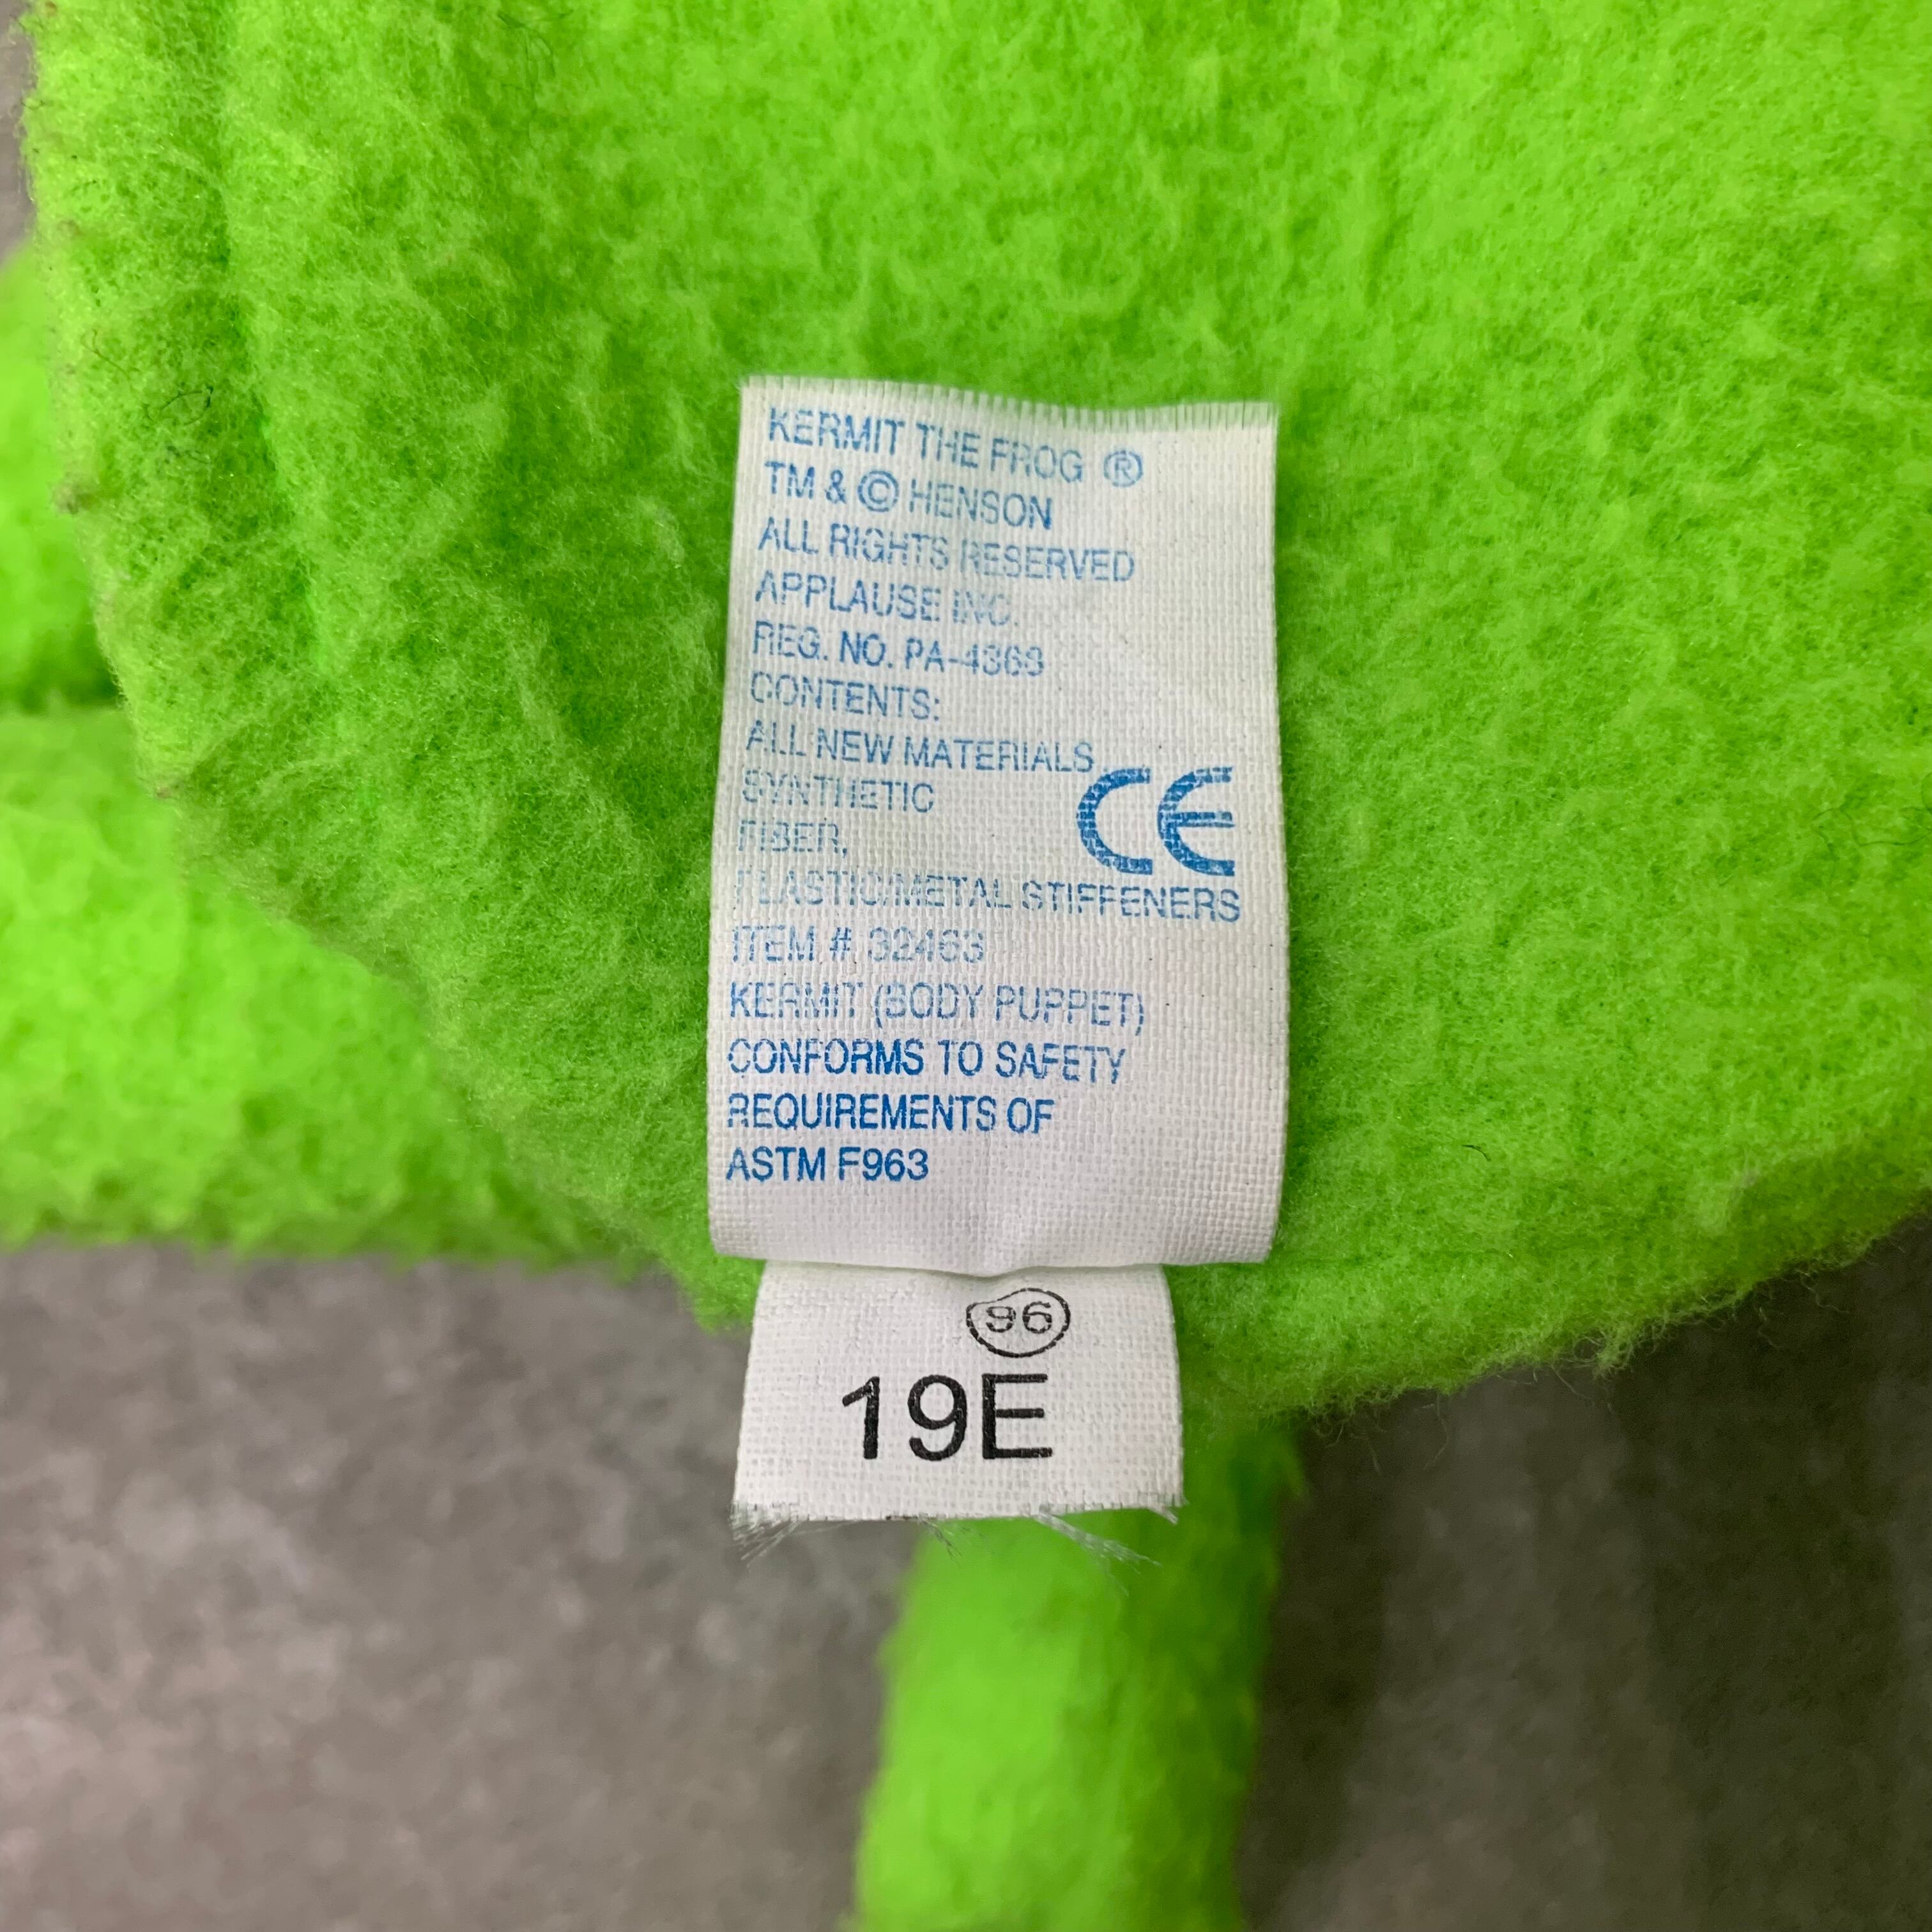 KERMIT THE FROG ®
TM & © HENSON
ALL RIGHTS RESERVED
APPLAUSE INC.
REG. NO. PA-4369
CONTENTS:
ALL NEW MATERIALS
SYNTHETIC
FIBER,
PLASTIC/METAL STIFFENERS
CE
ITEM # 32463
KERMIT (BODY PUPPET)
CONFORMS TO SAFETY
REQUIREMENTS OF
ASTM F963
96
19E